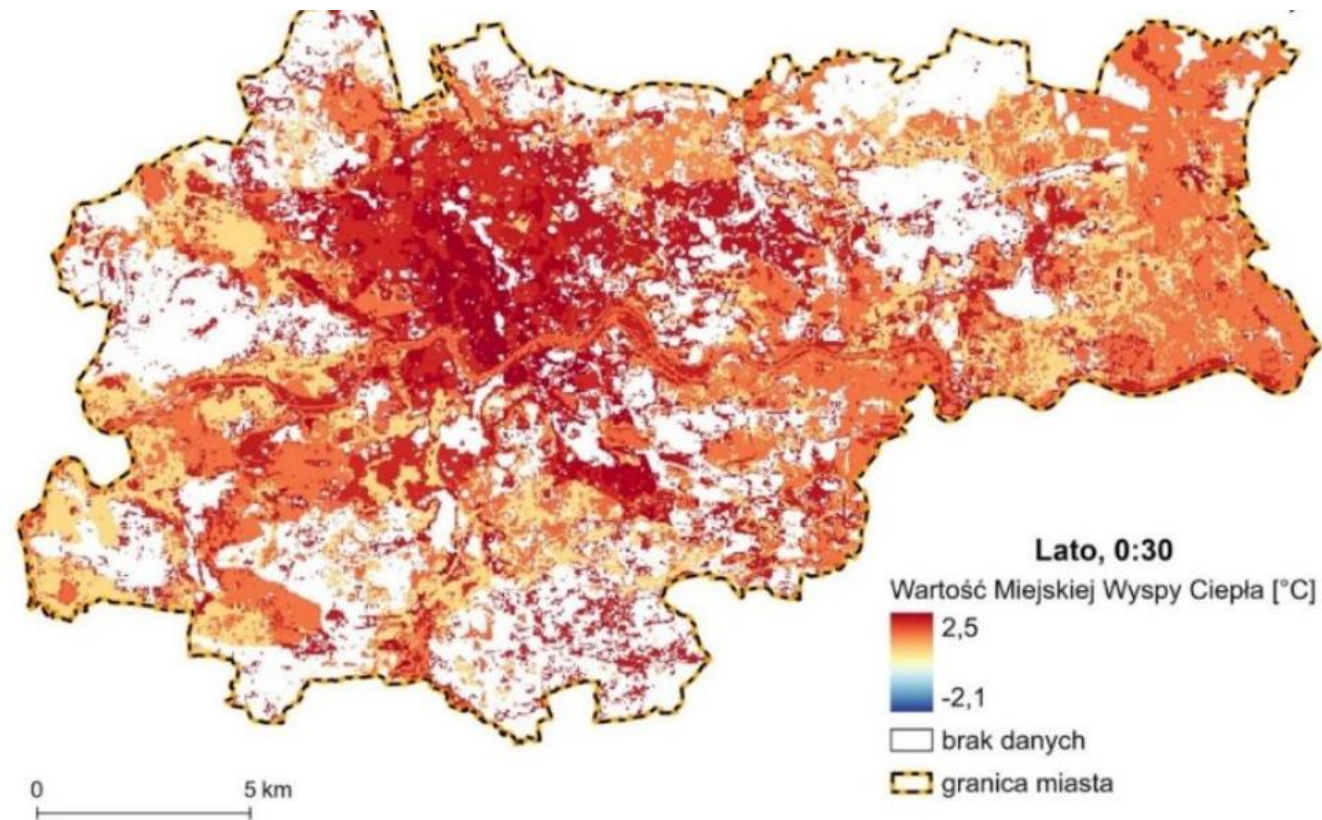 Lato, 0:30
Wartość Miejskiej Wyspy Ciepła [°C]
2,5
-2,1
brak danych
granica miasta
0 5 km